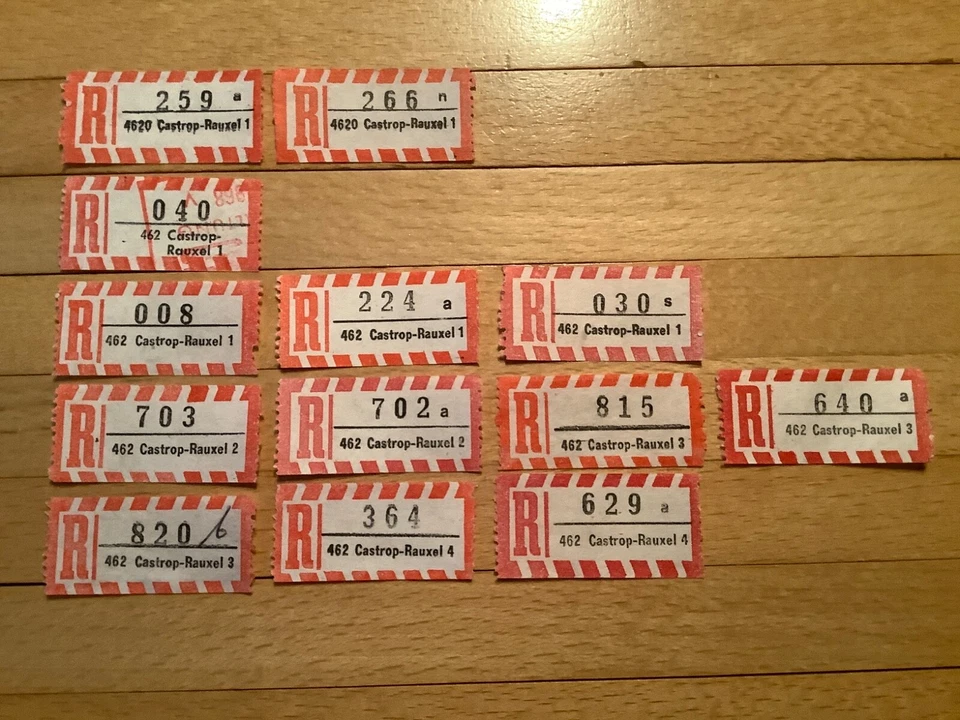 R 259 a
4620 Castrop-Rauxel 1
R 266 n
4620 Castrop-Rauxel 1
R 040
462 Castrop-
Rauxel 1
R 008
462 Castrop-Rauxel 1
R 224 a
462 Castrop-Rauxel 1
R 030 s
462 Castrop-Rauxel 1
R 703
462 Castrop-Rauxel 2
R 702 a
462 Castrop-Rauxel 2
R 815
462 Castrop-Rauxel 3
R 640 a
462 Castrop-Rauxel 3
R 820 b
462 Castrop-Rauxel 3
R 364
462 Castrop-Rauxel 4
R 629 a
462 Castrop-Rauxel 4